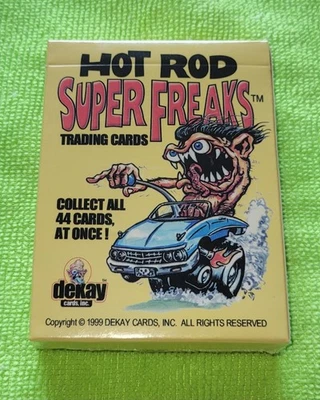 HOT ROD
SUPER FREAKS™
TRADING CARDS
COLLECT ALL
44 CARDS,
AT ONCE !
dekay
cards, inc.
Copyright © 1999 DEKAY CARDS, INC. ALL RIGHTS RESERVED